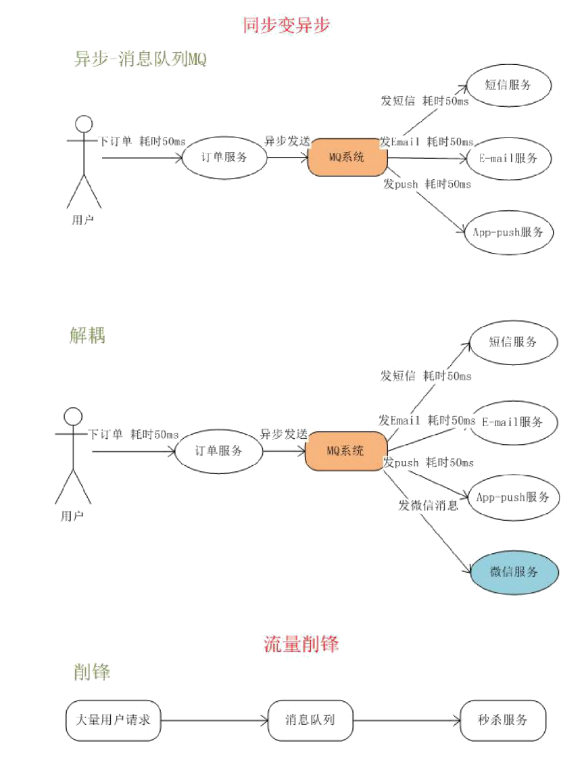 同步变异步
异步-消息队列MQ
发短信 耗时50ms
短信服务
下订单 耗时50ms
订单服务
异步发送
MQ系统
发Email 耗时50ms
E-mail服务
发push 耗时50ms
App-push服务
用户
解耦
发短信 耗时50ms
短信服务
下订单 耗时50ms
订单服务
异步发送
MQ系统
发Email 耗时50ms
E-mail服务
发push 耗时50ms
App-push服务
发微信消息
微信服务
用户
流量削锋
削锋
大量用户请求
消息队列
秒杀服务